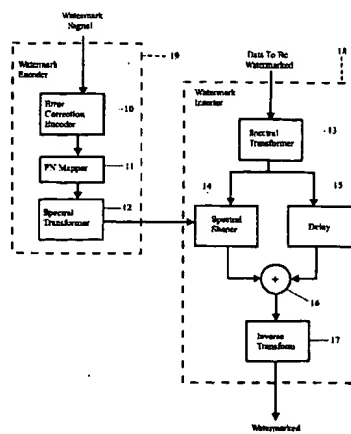 Watermark
Signal
19
Watermark
Encoder
Error
Correction
Encoder
10
PN Mapper
11
Spectral
Transformer
12
Data To Be
Watermarked
18
Watermark
Inserter
Spectral
Transformer
13
14
15
Spectral
Shaper
Delay
+
16
Inverse
Transform
17
Watermarked